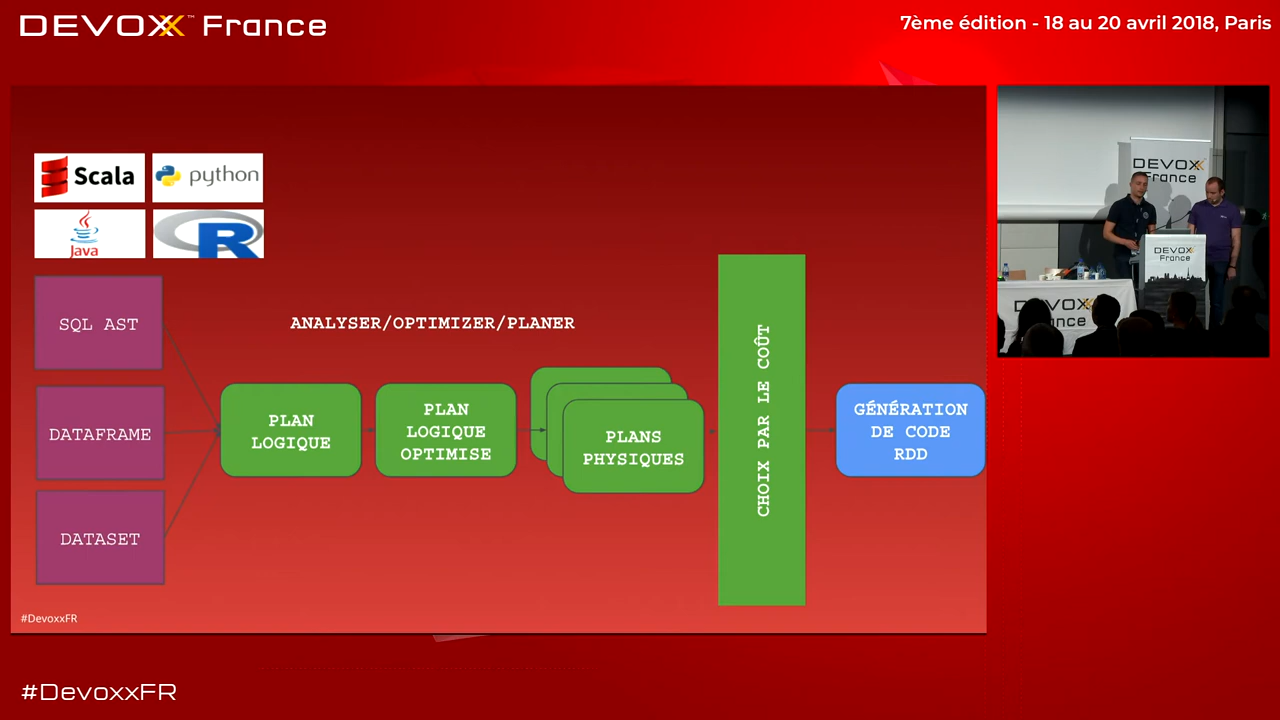 DEVOXX™ France
7ème édition - 18 au 20 avril 2018, Paris
Scala
python
Java
R
SQL AST
DATAFRAME
DATASET
ANALYSER/OPTIMIZER/PLANER
PLAN
LOGIQUE
PLAN
LOGIQUE
OPTIMISE
PLANS
PHYSIQUES
CHOIX PAR LE COÛT
GÉNÉRATION
DE CODE
RDD
#DevoxxFR
DEVOXX
France
DEVOXX
France
DEVOXX
France
#DevoxxFR